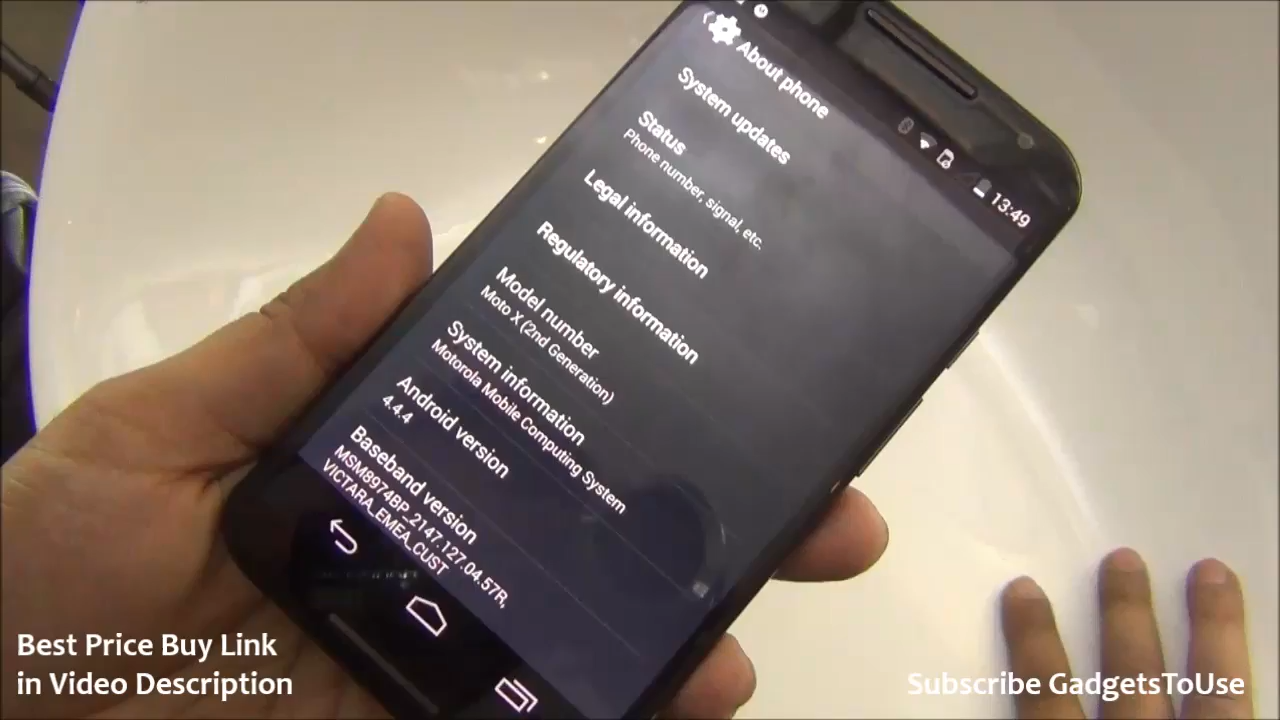 13:49
About phone
System updates
Status
Phone number, signal, etc.
Legal information
Regulatory information
Model number
Moto X (2nd Generation)
System information
Motorola Mobile Computing System
Android version
4.4.4
Baseband version
MSM8974BP_2147.127.04.57R,
VICTARA_EMEA_CUST
Best Price Buy Link
in Video Description
Subscribe GadgetsToUse